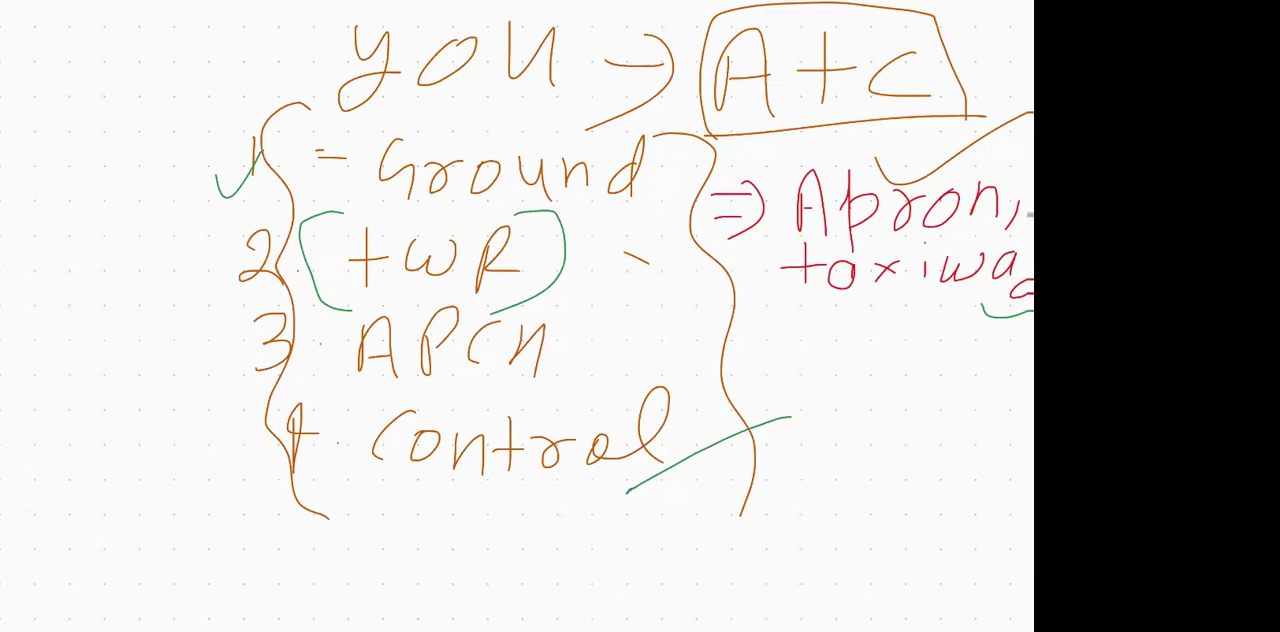 you → A+C
1 - Ground
2 TWR
3 APCH
4 Control
⇒ Apron,
taxiwa